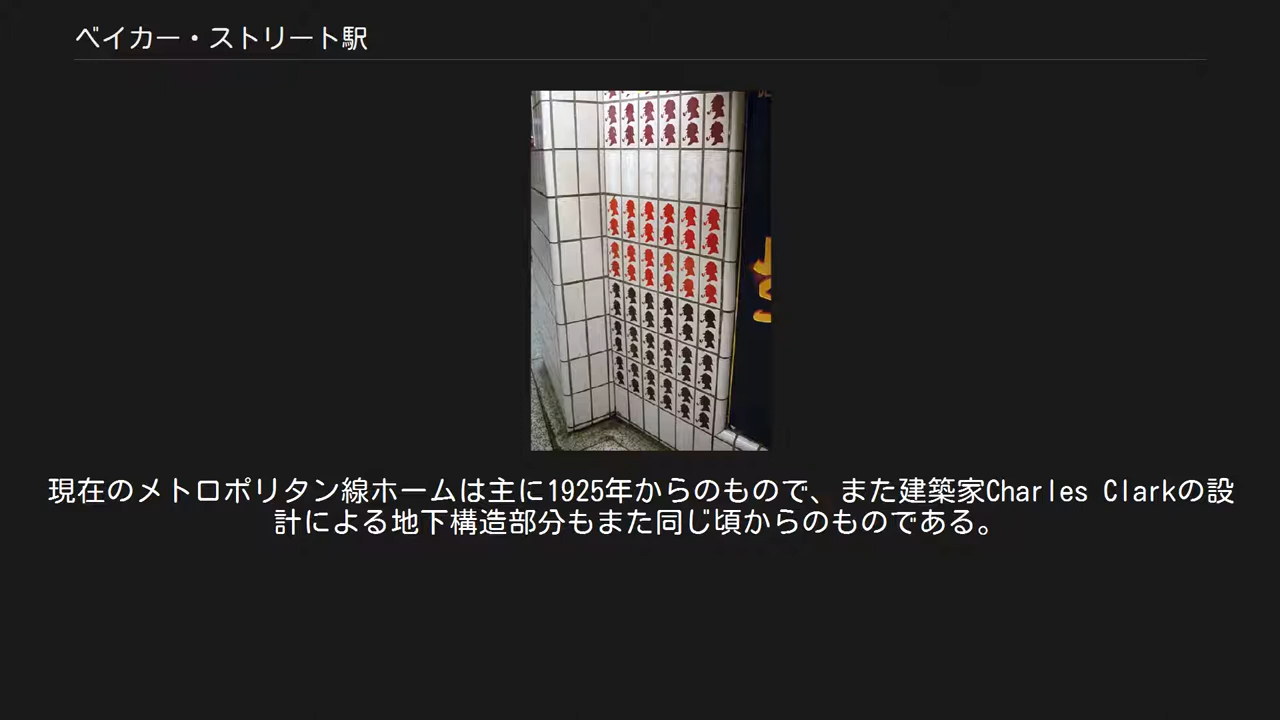 ベイカー・ストリート駅
現在のメトロポリタン線ホームは主に1925年からのもので、また建築家Charles Clarkの設
計による地下構造部分もまた同じ頃からのものである。